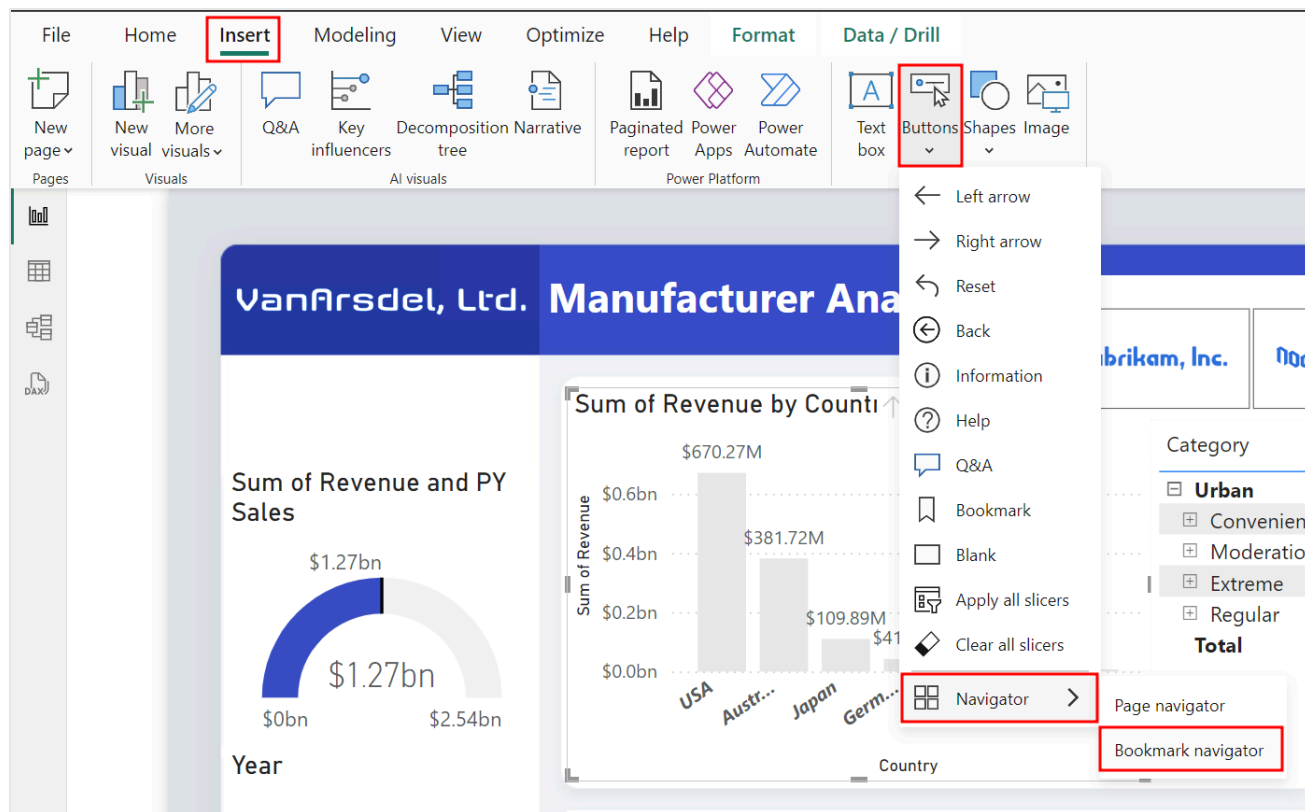 File Home Insert Modeling View Optimize Help Format Data / Drill
New page
New visual
More visuals
Q&A
Key influencers
Decomposition tree
Narrative
Paginated report
Power Apps
Power Automate
A
Text box
Buttons
Shapes
Image
Pages Visuals AI visuals Power Platform
DAX
Left arrow
Right arrow
Reset
Back
Information
Help
Q&A
Bookmark
Blank
Apply all slicers
Clear all slicers
Navigator
Page navigator
Bookmark navigator
VanArsdel, Ltd.
Manufacturer
Inc.
Sum of Revenue and PY
Sales
$1.27bn
$1.27bn
$0bn $2.54bn
Year
Sum of Revenue by
Sum of Revenue
$0.6bn
$0.4bn
$0.2bn
$0.0bn
$670.27M
$381.72M
$109.89M
USA
Austr...
Japan
Germ...
Country
Category
Urban
Extreme
Regular
Total